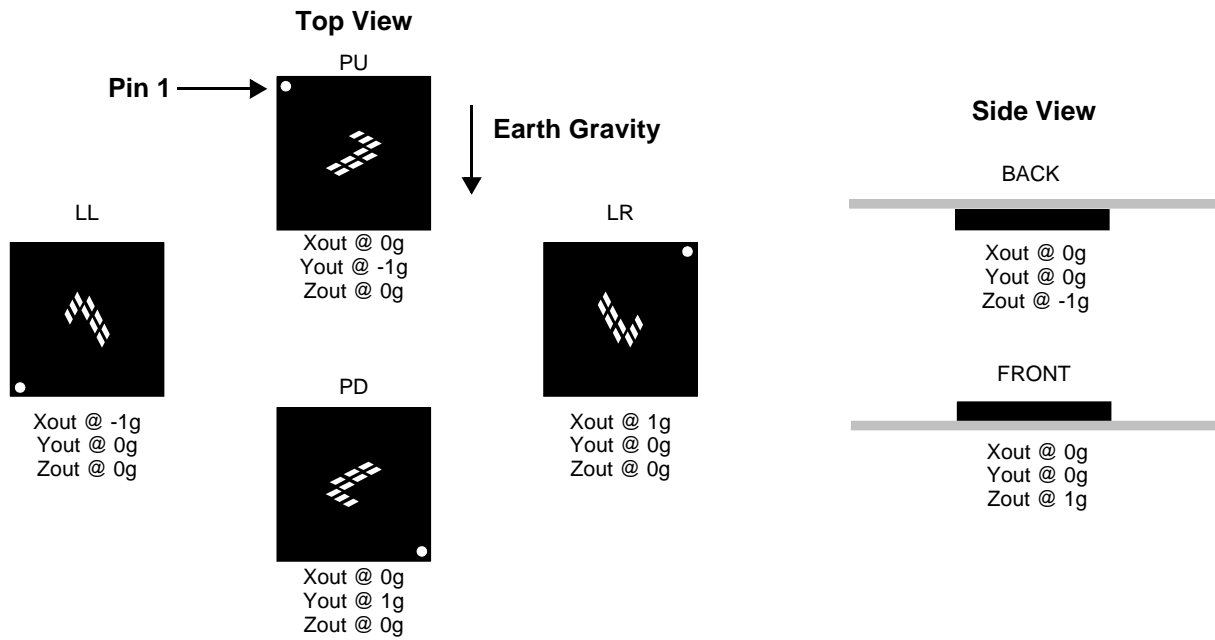 Top View
PU
Pin 1
Earth Gravity
Xout @ 0g
Yout @ -1g
Zout @ 0g
LL
Xout @ -1g
Yout @ 0g
Zout @ 0g
LR
Xout @ 1g
Yout @ 0g
Zout @ 0g
PD
Xout @ 0g
Yout @ 1g
Zout @ 0g
Side View
BACK
Xout @ 0g
Yout @ 0g
Zout @ -1g
FRONT
Xout @ 0g
Yout @ 0g
Zout @ 1g